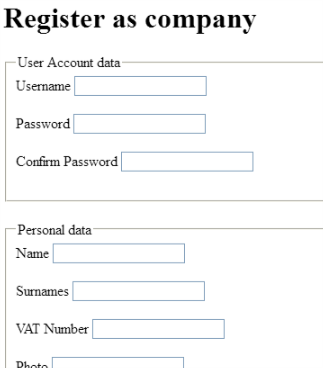 Register as company
User Account data
Username
Password
Confirm Password
Personal data
Name
Surnames
VAT Number
Photo